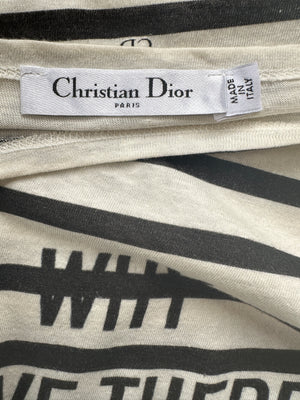 Christian Dior
PARIS
MADE
IN
ITALY
WHY
VE THERE